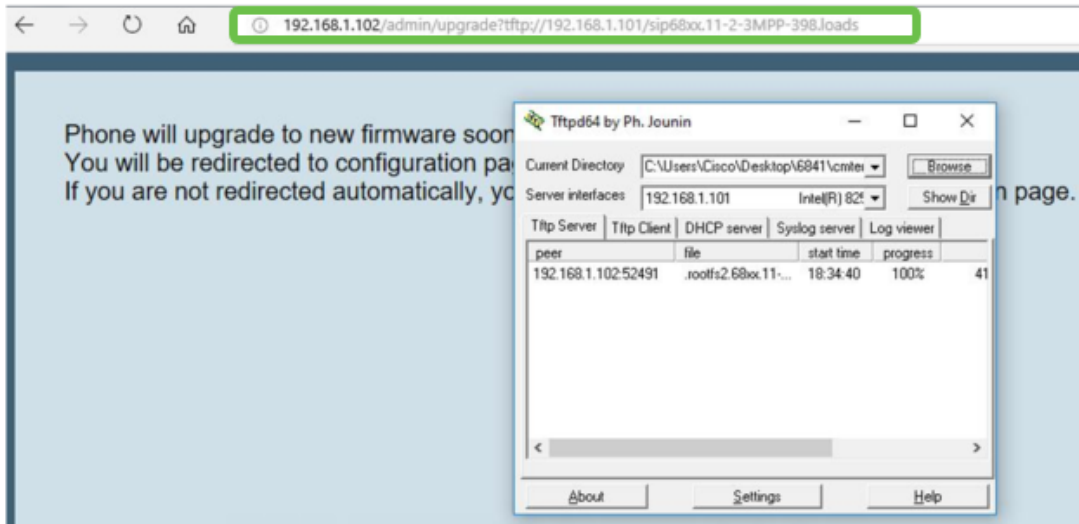 192.168.1.102/admin/upgrade?tftp://192.168.1.101/sip68xx.11-2-3MPP-398.loads
Phone will upgrade to new firmware soon
You will be redirected to configuration pa
If you are not redirected automatically, yo
n page.
Tftpd64 by Ph. Jounin
Current Directory C:\Users\Cisco\Desktop\6841\cmter Browse
Server interfaces 192.168.1.101 Intel(R) 825 Show Dir
Tftp Server Tftp Client DHCP server Syslog server Log viewer
peer file start time progress
192.168.1.102:52491 .rootfs2.68xx.11-... 18:34:40 100% 41
About Settings Help